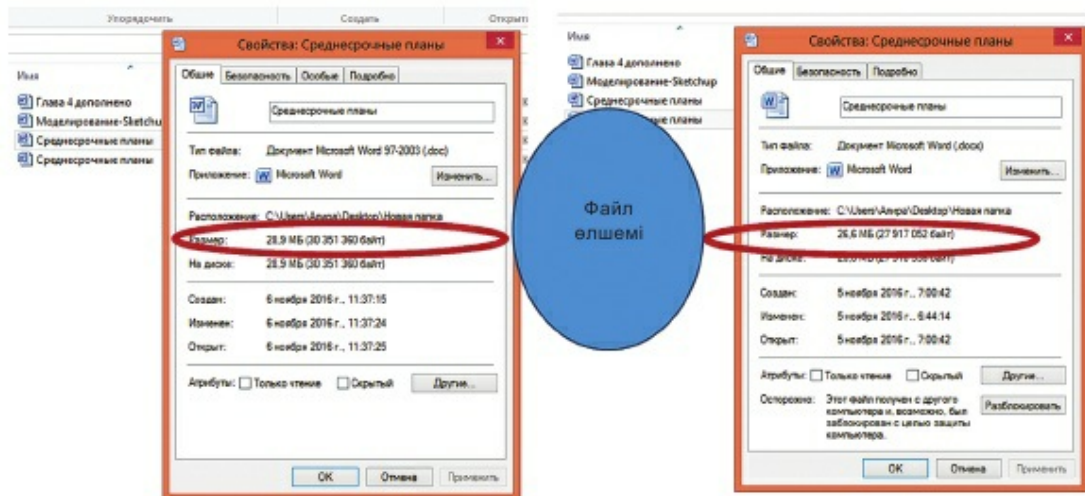 Упорядочить
Создать
Имя
Глава 4 дополнено
Моделирование-Sketchu
Среднесрочные планы
Среднесрочные планы
Свойства: Среднесрочные планы
Общие
Безопасность
Особые
Подробно
Среднесрочные планы
Тип файла: Документ Microsoft Word 97-2003 (.doc)
Приложение: Microsoft Word
Изменить...
Расположение: C:\Users\Амира\Desktop\Новая папка
Размер: 28,9 МБ (30 351 360 байт)
На диске: 28,9 МБ (30 351 360 байт)
Создан: 6 ноября 2016 г., 11:37:15
Изменен: 6 ноября 2016 г., 11:37:24
Открыт: 6 ноября 2016 г., 11:37:25
Атрибуты: Только чтение Скрытый Другие...
ОК Отмена Применить
Файл
өлшемі
Имя
Глава 4 дополнено
Моделирование-Sketchup
Среднесрочные планы
планы
Свойства: Среднесрочные планы
Общие
Безопасность
Подробно
Среднесрочные планы
Тип файла: Документ Microsoft Word (.docx)
Приложение: Microsoft Word
Изменить...
Расположение: C:\Users\Амира\Desktop\Новая папка
Размер: 26,6 МБ (27 917 052 байт)
На диске:
Создан: 5 ноября 2016 г., 7:00:42
Изменен: 5 ноября 2016 г., 6:44:14
Открыт: 5 ноября 2016 г., 7:00:42
Атрибуты: Только чтение Скрытый Другие...
Осторожно: Этот файл получен с другого
компьютера и, возможно, был
заблокирован с целью защиты
компьютера.
Разблокировать
ОК Отмена Применить